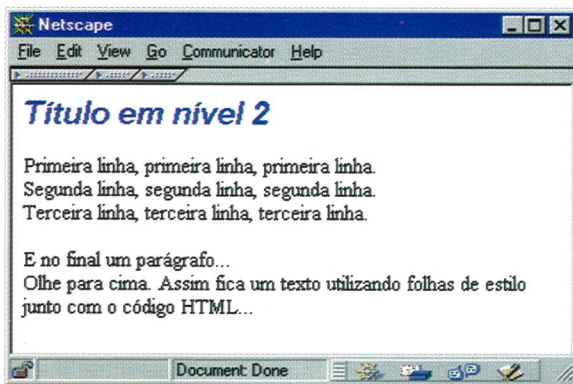 Netscape
File Edit View Go Communicator Help
Título em nível 2
Primeira linha, primeira linha, primeira linha.
Segunda linha, segunda linha, segunda linha.
Terceira linha, terceira linha, terceira linha.
E no final um parágrafo...
Olhe para cima. Assim fica um texto utilizando folhas de estilo
junto com o código HTML...
Document: Done